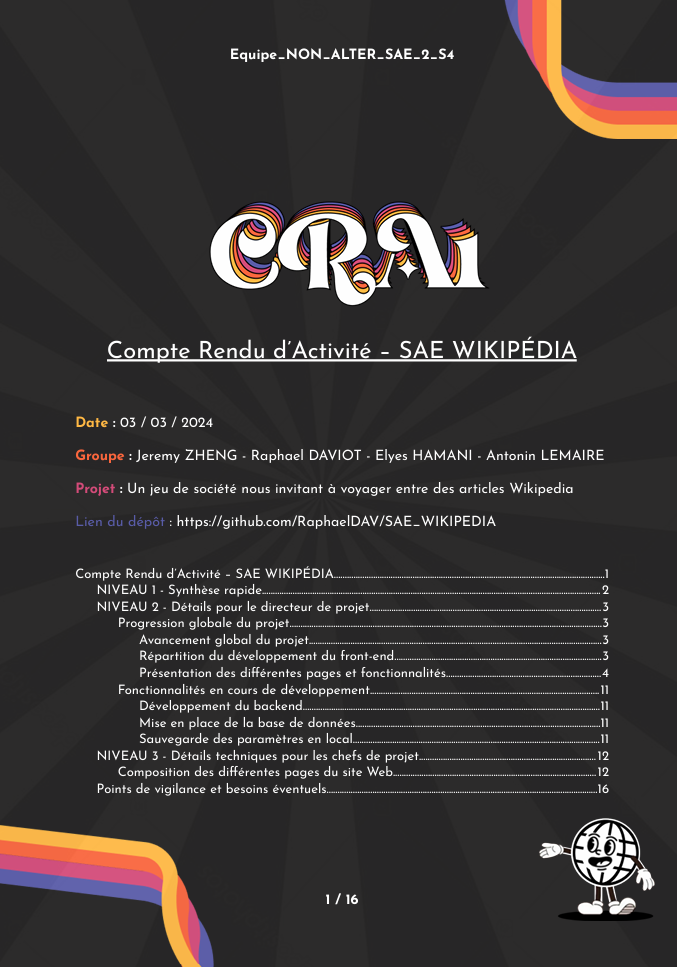 Equipe_NON_ALTER_SAE_2_S4
CRA1
Compte Rendu d'Activité – SAE WIKIPÉDIA
Date : 03 / 03 / 2024
Groupe : Jeremy ZHENG - Raphael DAVIOT - Elyes HAMANI - Antonin LEMAIRE
Projet : Un jeu de société nous invitant à voyager entre des articles Wikipedia
Lien du dépôt : https://github.com/RaphaelDAV/SAE_WIKIPEDIA
Compte Rendu d'Activité – SAE WIKIPÉDIA 1
NIVEAU 1 - Synthèse rapide 2
NIVEAU 2 - Détails pour le directeur de projet 3
Progression globale du projet 3
Avancement global du projet 3
Répartition du développement du front-end 3
Présentation des différentes pages et fonctionnalités 4
Fonctionnalités en cours de développement 11
Développement du backend 11
Mise en place de la base de données 11
Sauvegarde des paramètres en local 11
NIVEAU 3 - Détails techniques pour les chefs de projet 12
Composition des différentes pages du site Web 12
Points de vigilance et besoins éventuels 16
1 / 16